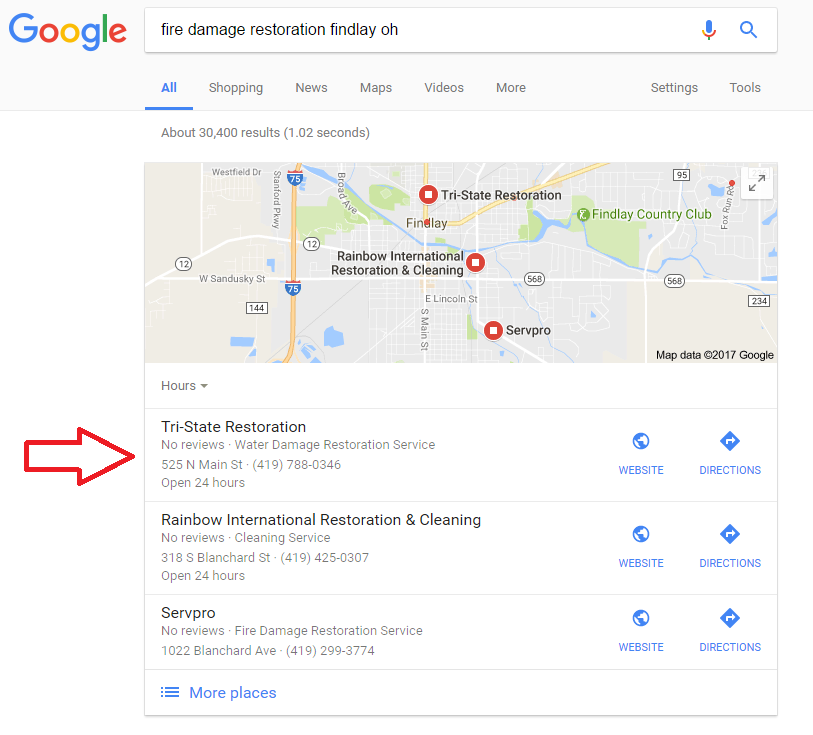 Google
fire damage restoration findlay oh
All Shopping News Maps Videos More Settings Tools
About 30,400 results (1.02 seconds)
Westfield Dr
Stanford Pkwy
75
Broad Ave
Tri-State Restoration
95
Fox Run Rd
Findlay
Findlay Country Club
12
12
Rainbow International
Restoration & Cleaning
W Sandusky St
75
568
568
144
E Lincoln St
234
S Main St
Servpro
Map data ©2017 Google
Hours
Tri-State Restoration
No reviews · Water Damage Restoration Service
525 N Main St · (419) 788-0346
Open 24 hours
WEBSITE DIRECTIONS
Rainbow International Restoration & Cleaning
No reviews · Cleaning Service
318 S Blanchard St · (419) 425-0307
Open 24 hours
WEBSITE DIRECTIONS
Servpro
No reviews · Fire Damage Restoration Service
1022 Blanchard Ave · (419) 299-3774
WEBSITE DIRECTIONS
More places